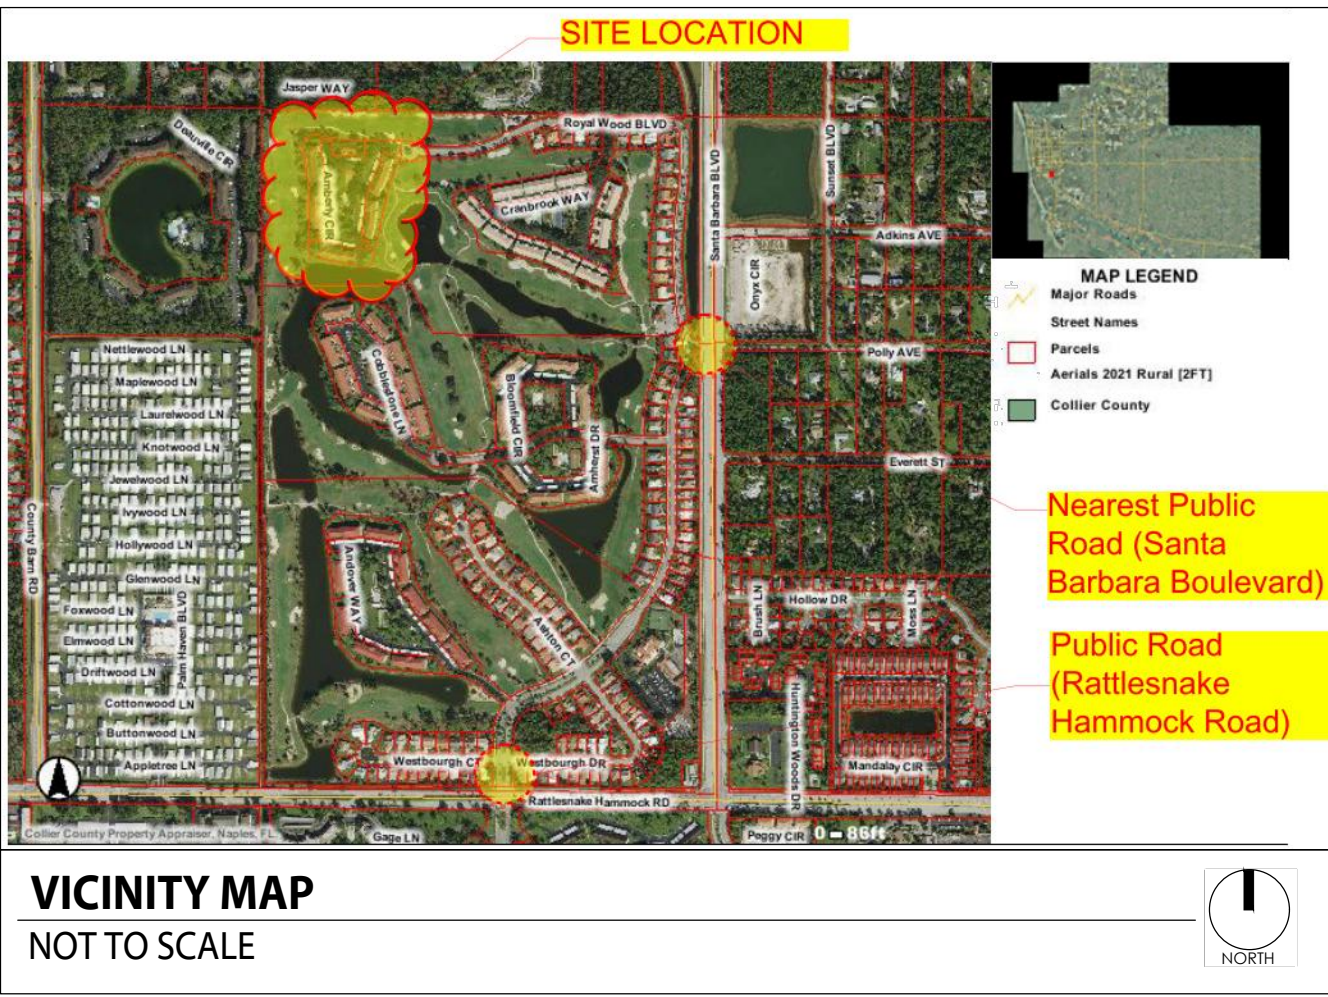 SITE LOCATION
Jasper WAY
Royal Wood BLVD
Santa Barbara BLVD
Sunset BLVD
Amberly CIR
Cranbrook WAY
Adkins AVE
Onyx CIR
Polly AVE
MAP LEGEND
Major Roads
Street Names
Parcels
Aerials 2021 Rural [2FT]
Collier County
Nettlewood LN
Maplewood LN
Laurelwood LN
Knotwood LN
Jewelwood LN
Ivywood LN
Hollywood LN
Glenwood LN
Foxwood LN
Elmwood LN
Driftwood LN
Cottonwood LN
Buttonwood LN
Appletree LN
County Barn RD
Palm Haven BLVD
Cobblestone LN
Bloomfield CIR
Amherst DR
Everett ST
Andover WAY
Brush LN
Hollow DR
Moss LN
Huntington Woods DR
Mandalay CIR
Westbourgh DR
Rattlesnake Hammock RD
Gage LN
Peggy CIR
0 86ft
Collier County Property Appraiser, Naples, FL.
Nearest Public
Road (Santa
Barbara Boulevard)
Public Road
(Rattlesnake
Hammock Road)
VICINITY MAP
NOT TO SCALE
NORTH